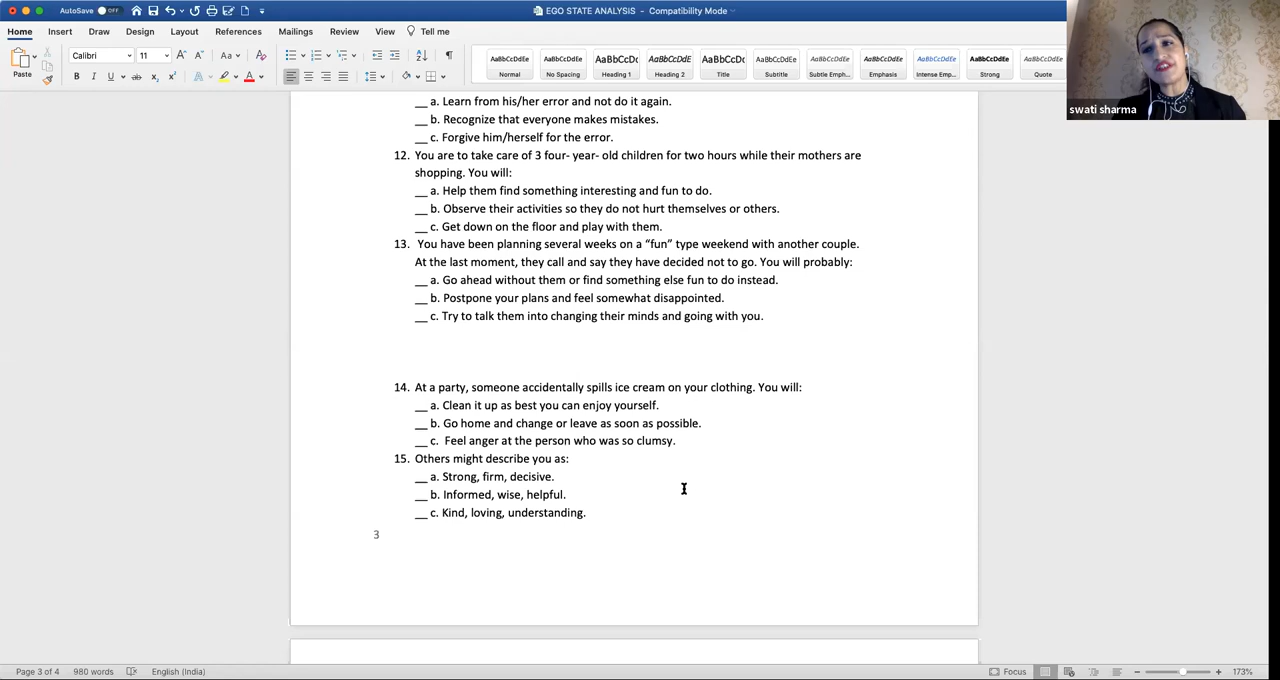 AutoSave OFF
EGO STATE ANALYSIS - Compatibility Mode
Home Insert Draw Design Layout References Mailings Review View Tell me
Paste
Calibri 11
AaBbCcDdEe AaBbCcDdEe AaBbCcDc AaBbCcDdE AaBbCcDc AaBbCcDdEe AaBbCcDdEe AaBbCcDdEe AaBbCcDdEe AaBbCcDdEe AaBbCcDdEe
Normal No Spacing Heading 1 Heading 2 Title Subtitle Subtle Emph... Emphasis Intense Emp... Strong Quote
swati sharma
__ a. Learn from his/her error and not do it again.
__ b. Recognize that everyone makes mistakes.
__ c. Forgive him/herself for the error.
12. You are to take care of 3 four- year- old children for two hours while their mothers are
shopping. You will:
__ a. Help them find something interesting and fun to do.
__ b. Observe their activities so they do not hurt themselves or others.
__ c. Get down on the floor and play with them.
13. You have been planning several weeks on a “fun” type weekend with another couple.
At the last moment, they call and say they have decided not to go. You will probably:
__ a. Go ahead without them or find something else fun to do instead.
__ b. Postpone your plans and feel somewhat disappointed.
__ c. Try to talk them into changing their minds and going with you.
14. At a party, someone accidentally spills ice cream on your clothing. You will:
__ a. Clean it up as best you can enjoy yourself.
__ b. Go home and change or leave as soon as possible.
__ c. Feel anger at the person who was so clumsy.
15. Others might describe you as:
__ a. Strong, firm, decisive.
__ b. Informed, wise, helpful.
__ c. Kind, loving, understanding.
3
Page 3 of 4 980 words English (India) Focus 173%